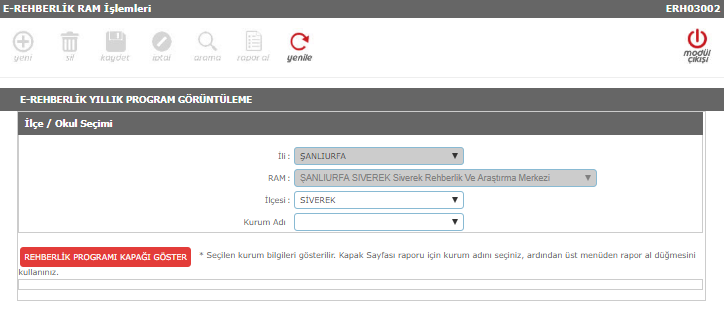 E-REHBERLİK RAM İşlemleri ERH03002
yeni sil kaydet iptal arama rapor al yenile modül çıkışı
E-REHBERLİK YILLIK PROGRAM GÖRÜNTÜLEME
İlçe / Okul Seçimi
İli : ŞANLIURFA
RAM : ŞANLIURFA SİVEREK Siverek Rehberlik Ve Araştırma Merkezi
İlçesi : SİVEREK
Kurum Adı
REHBERLİK PROGRAMI KAPAĞI GÖSTER * Seçilen kurum bilgileri gösterilir. Kapak Sayfası raporu için kurum adını seçiniz, ardından üst menüden rapor al düğmesini
kullanınız.